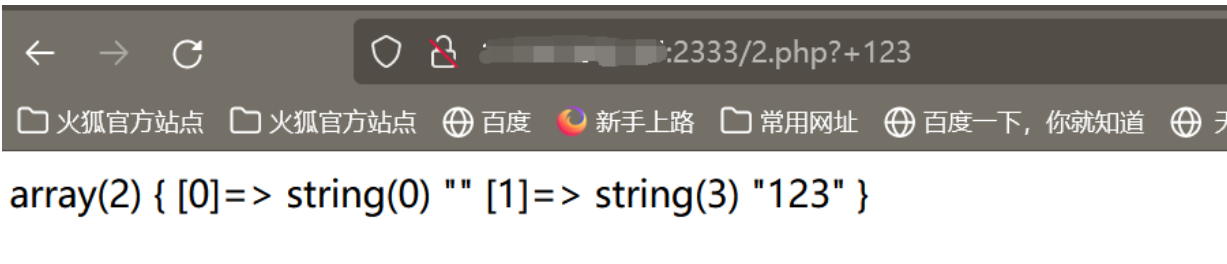 :2333/2.php?+123
火狐官方站点 火狐官方站点 百度 新手上路 常用网址 百度一下，你就知道
array(2) { [0]=> string(0) "" [1]=> string(3) "123" }